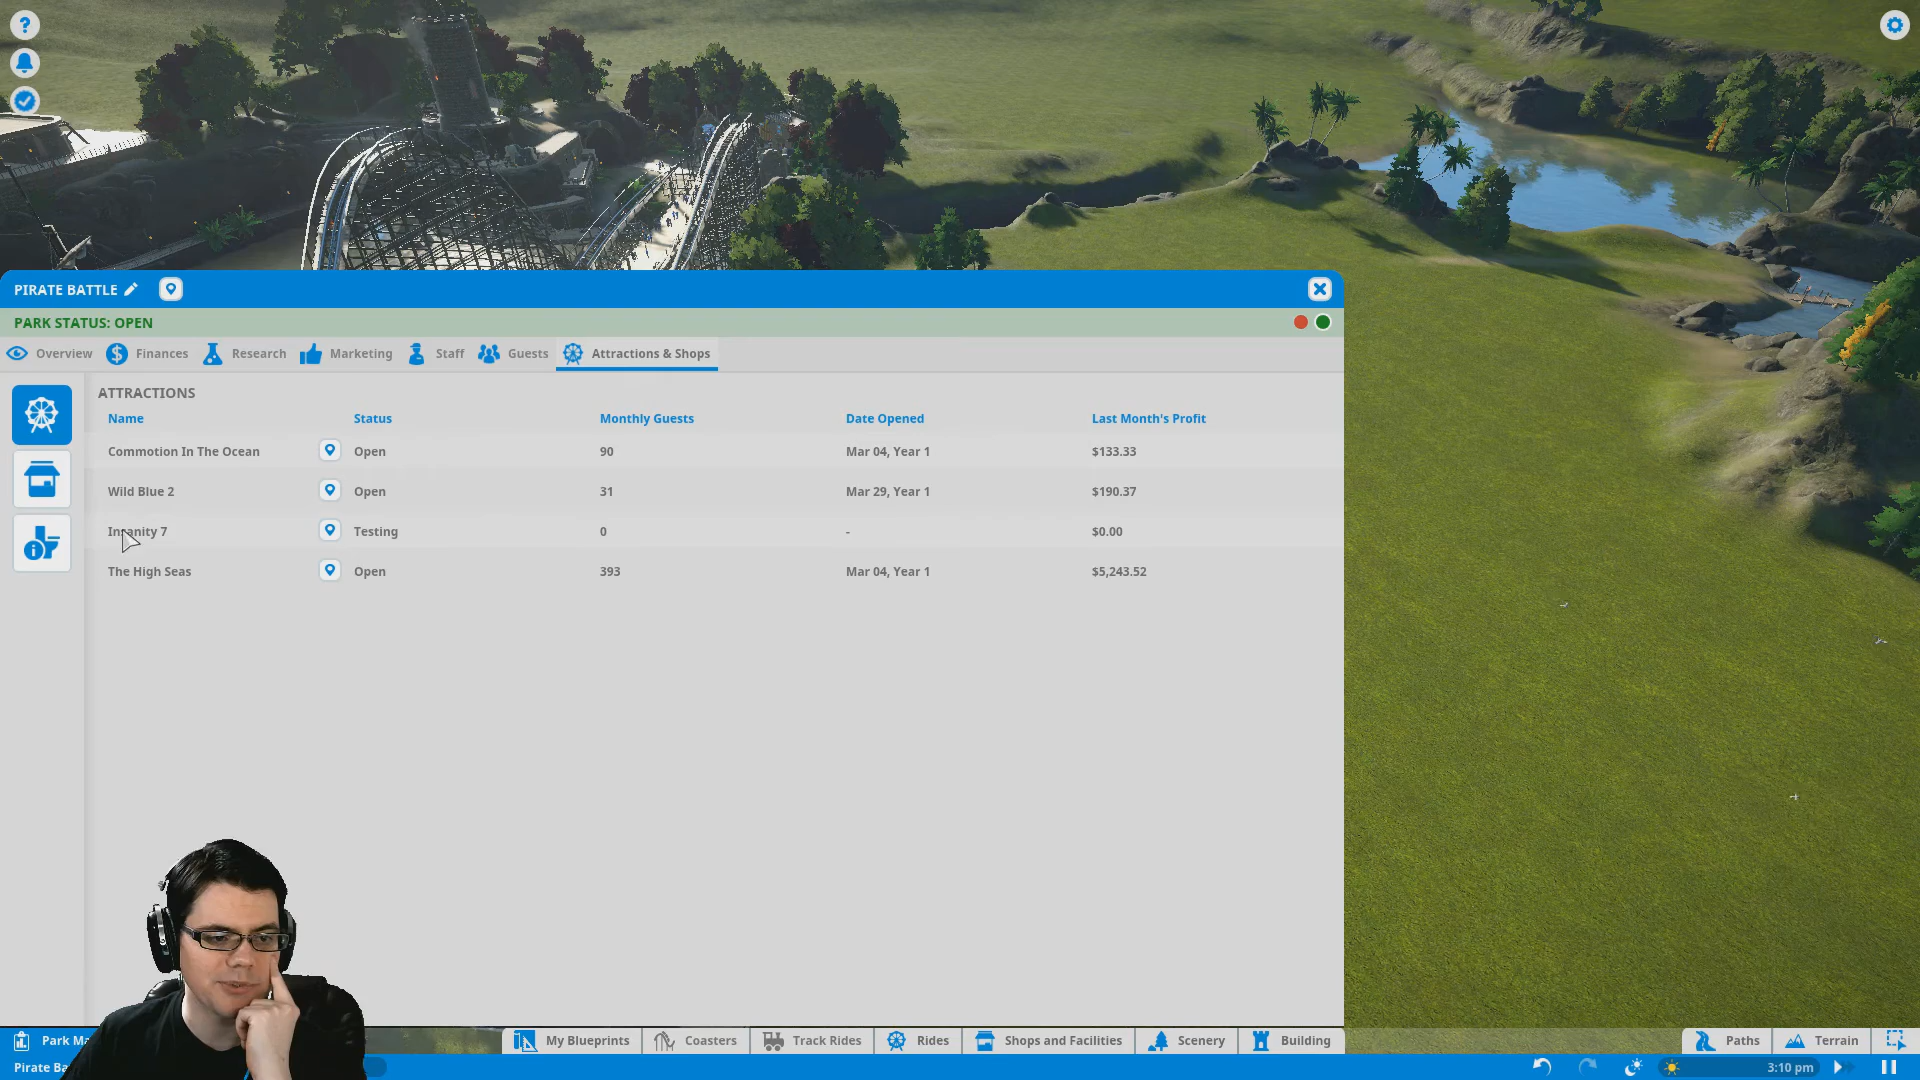 PIRATE BATTLE
PARK STATUS: OPEN
Overview Finances Research Marketing Staff Guests Attractions & Shops
ATTRACTIONS
Name Status Monthly Guests Date Opened Last Month's Profit
Commotion In The Ocean Open 90 Mar 04, Year 1 $133.33
Wild Blue 2 Open 31 Mar 29, Year 1 $190.37
Insanity 7 Testing 0 - $0.00
The High Seas Open 393 Mar 04, Year 1 $5,243.52
Park My Blueprints Coasters Track Rides Rides Shops and Facilities Scenery Building Paths Terrain
Pirate 3:10 pm